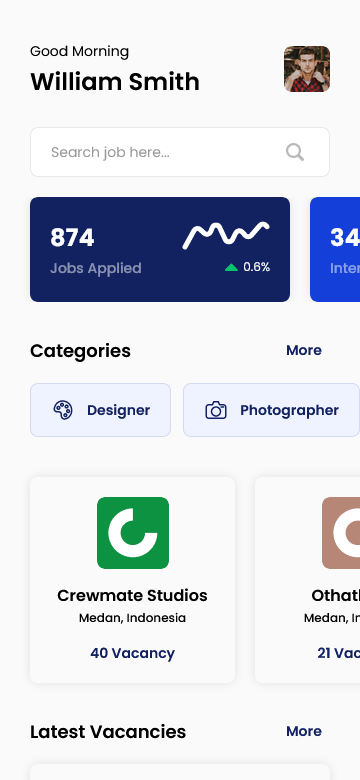 Good Morning
William Smith
Search job here...
874
Jobs Applied
0.6%
34
Inter
Categories
More
Designer
Photographer
Crewmate Studios
Medan, Indonesia
40 Vacancy
Othat
Medan, In
21 Vac
Latest Vacancies
More